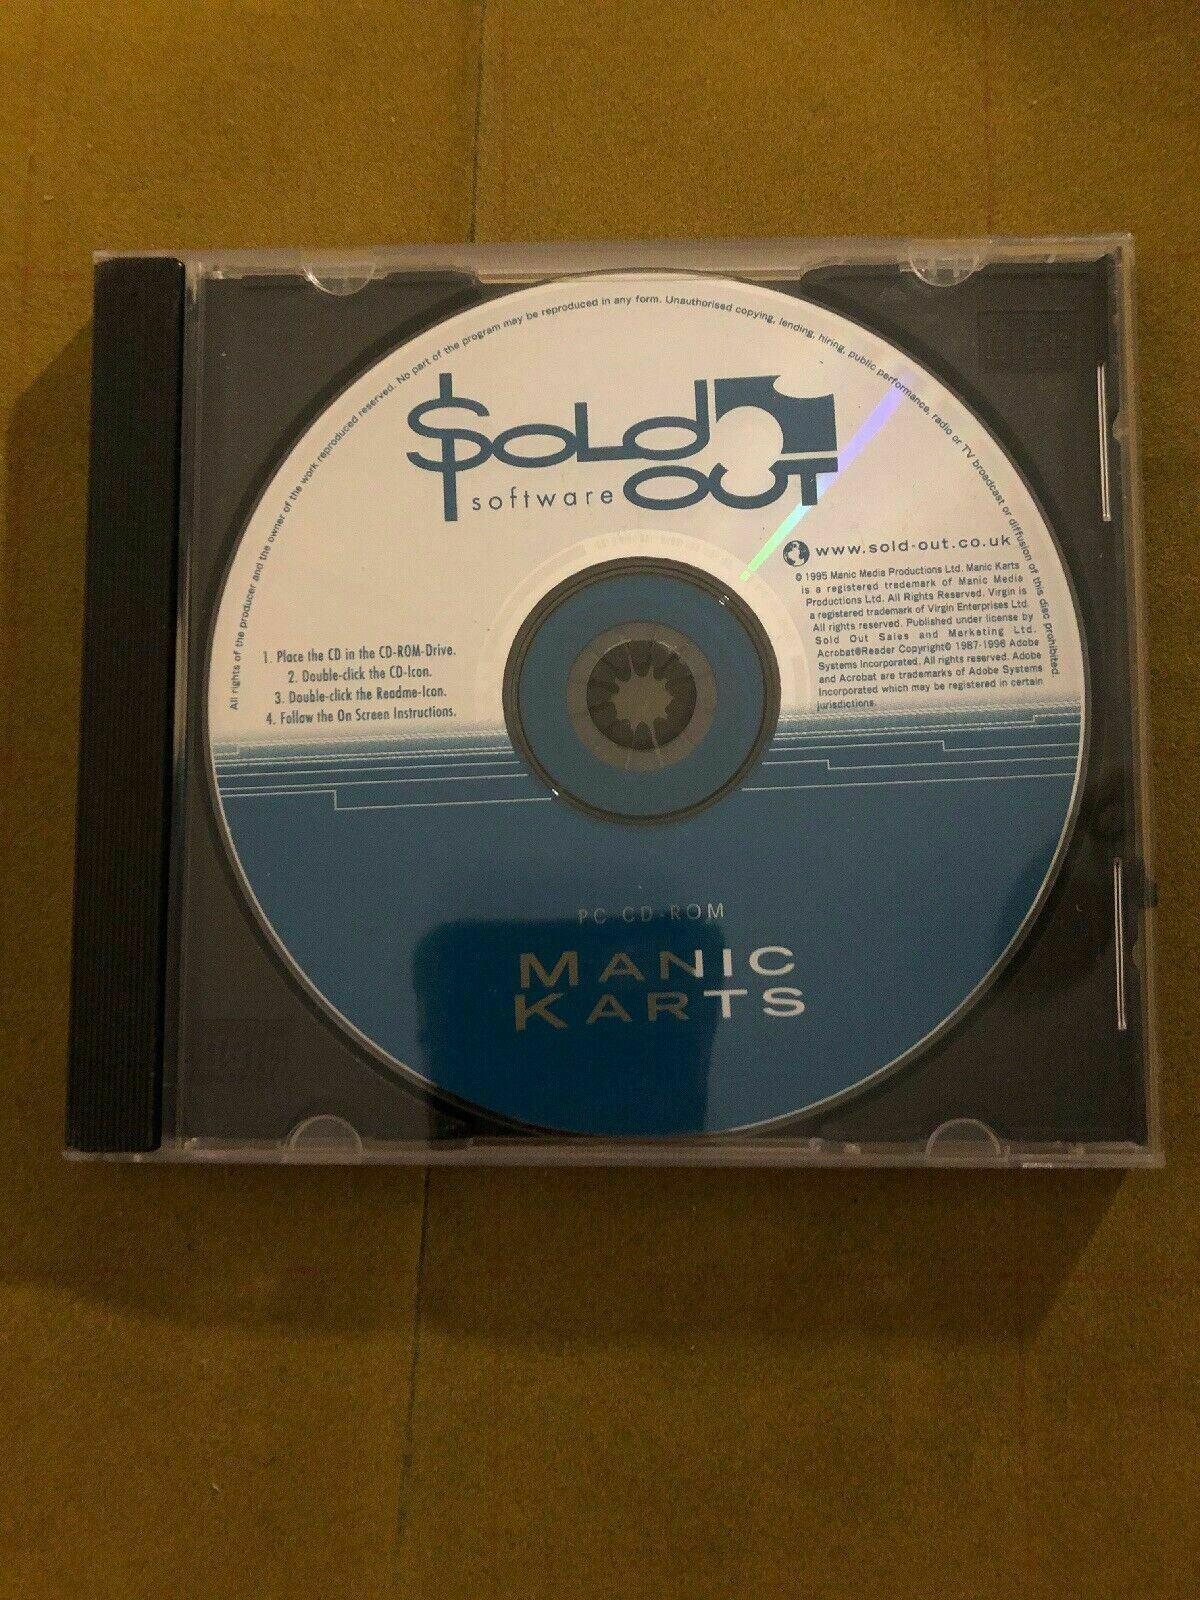 All rights of the producer and the owner of the work reproduced reserved. No part of the program may be reproduced in any form. Unauthorised copying, lending, hiring, public performance, radio or TV broadcast or diffusion of this disc prohibited.
$OLD
software OUT
www.sold-out.co.uk
© 1995 Manic Media Productions Ltd. Manic Karts
is a registered trademark of Manic Media
Productions Ltd. All Rights Reserved. Virgin is
a registered trademark of Virgin Enterprises Ltd.
All rights reserved. Published under license by
Sold Out Sales and Marketing Ltd.
Acrobat®Reader Copyright© 1987-1996 Adobe
Systems Incorporated. All rights reserved. Adobe
and Acrobat are trademarks of Adobe Systems
Incorporated which may be registered in certain
jurisdictions.
1. Place the CD in the CD-ROM-Drive.
2. Double-click the CD-Icon.
3. Double-click the Readme-Icon.
4. Follow the On Screen Instructions.
PC CD-ROM
MANIC
KARTS